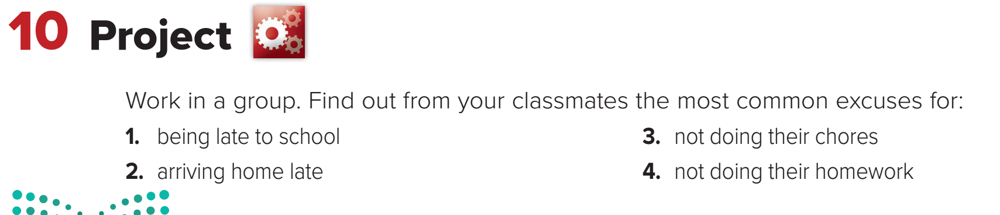 10 Project
Work in a group. Find out from your classmates the most common excuses for:
1. being late to school
2. arriving home late
3. not doing their chores
4. not doing their homework